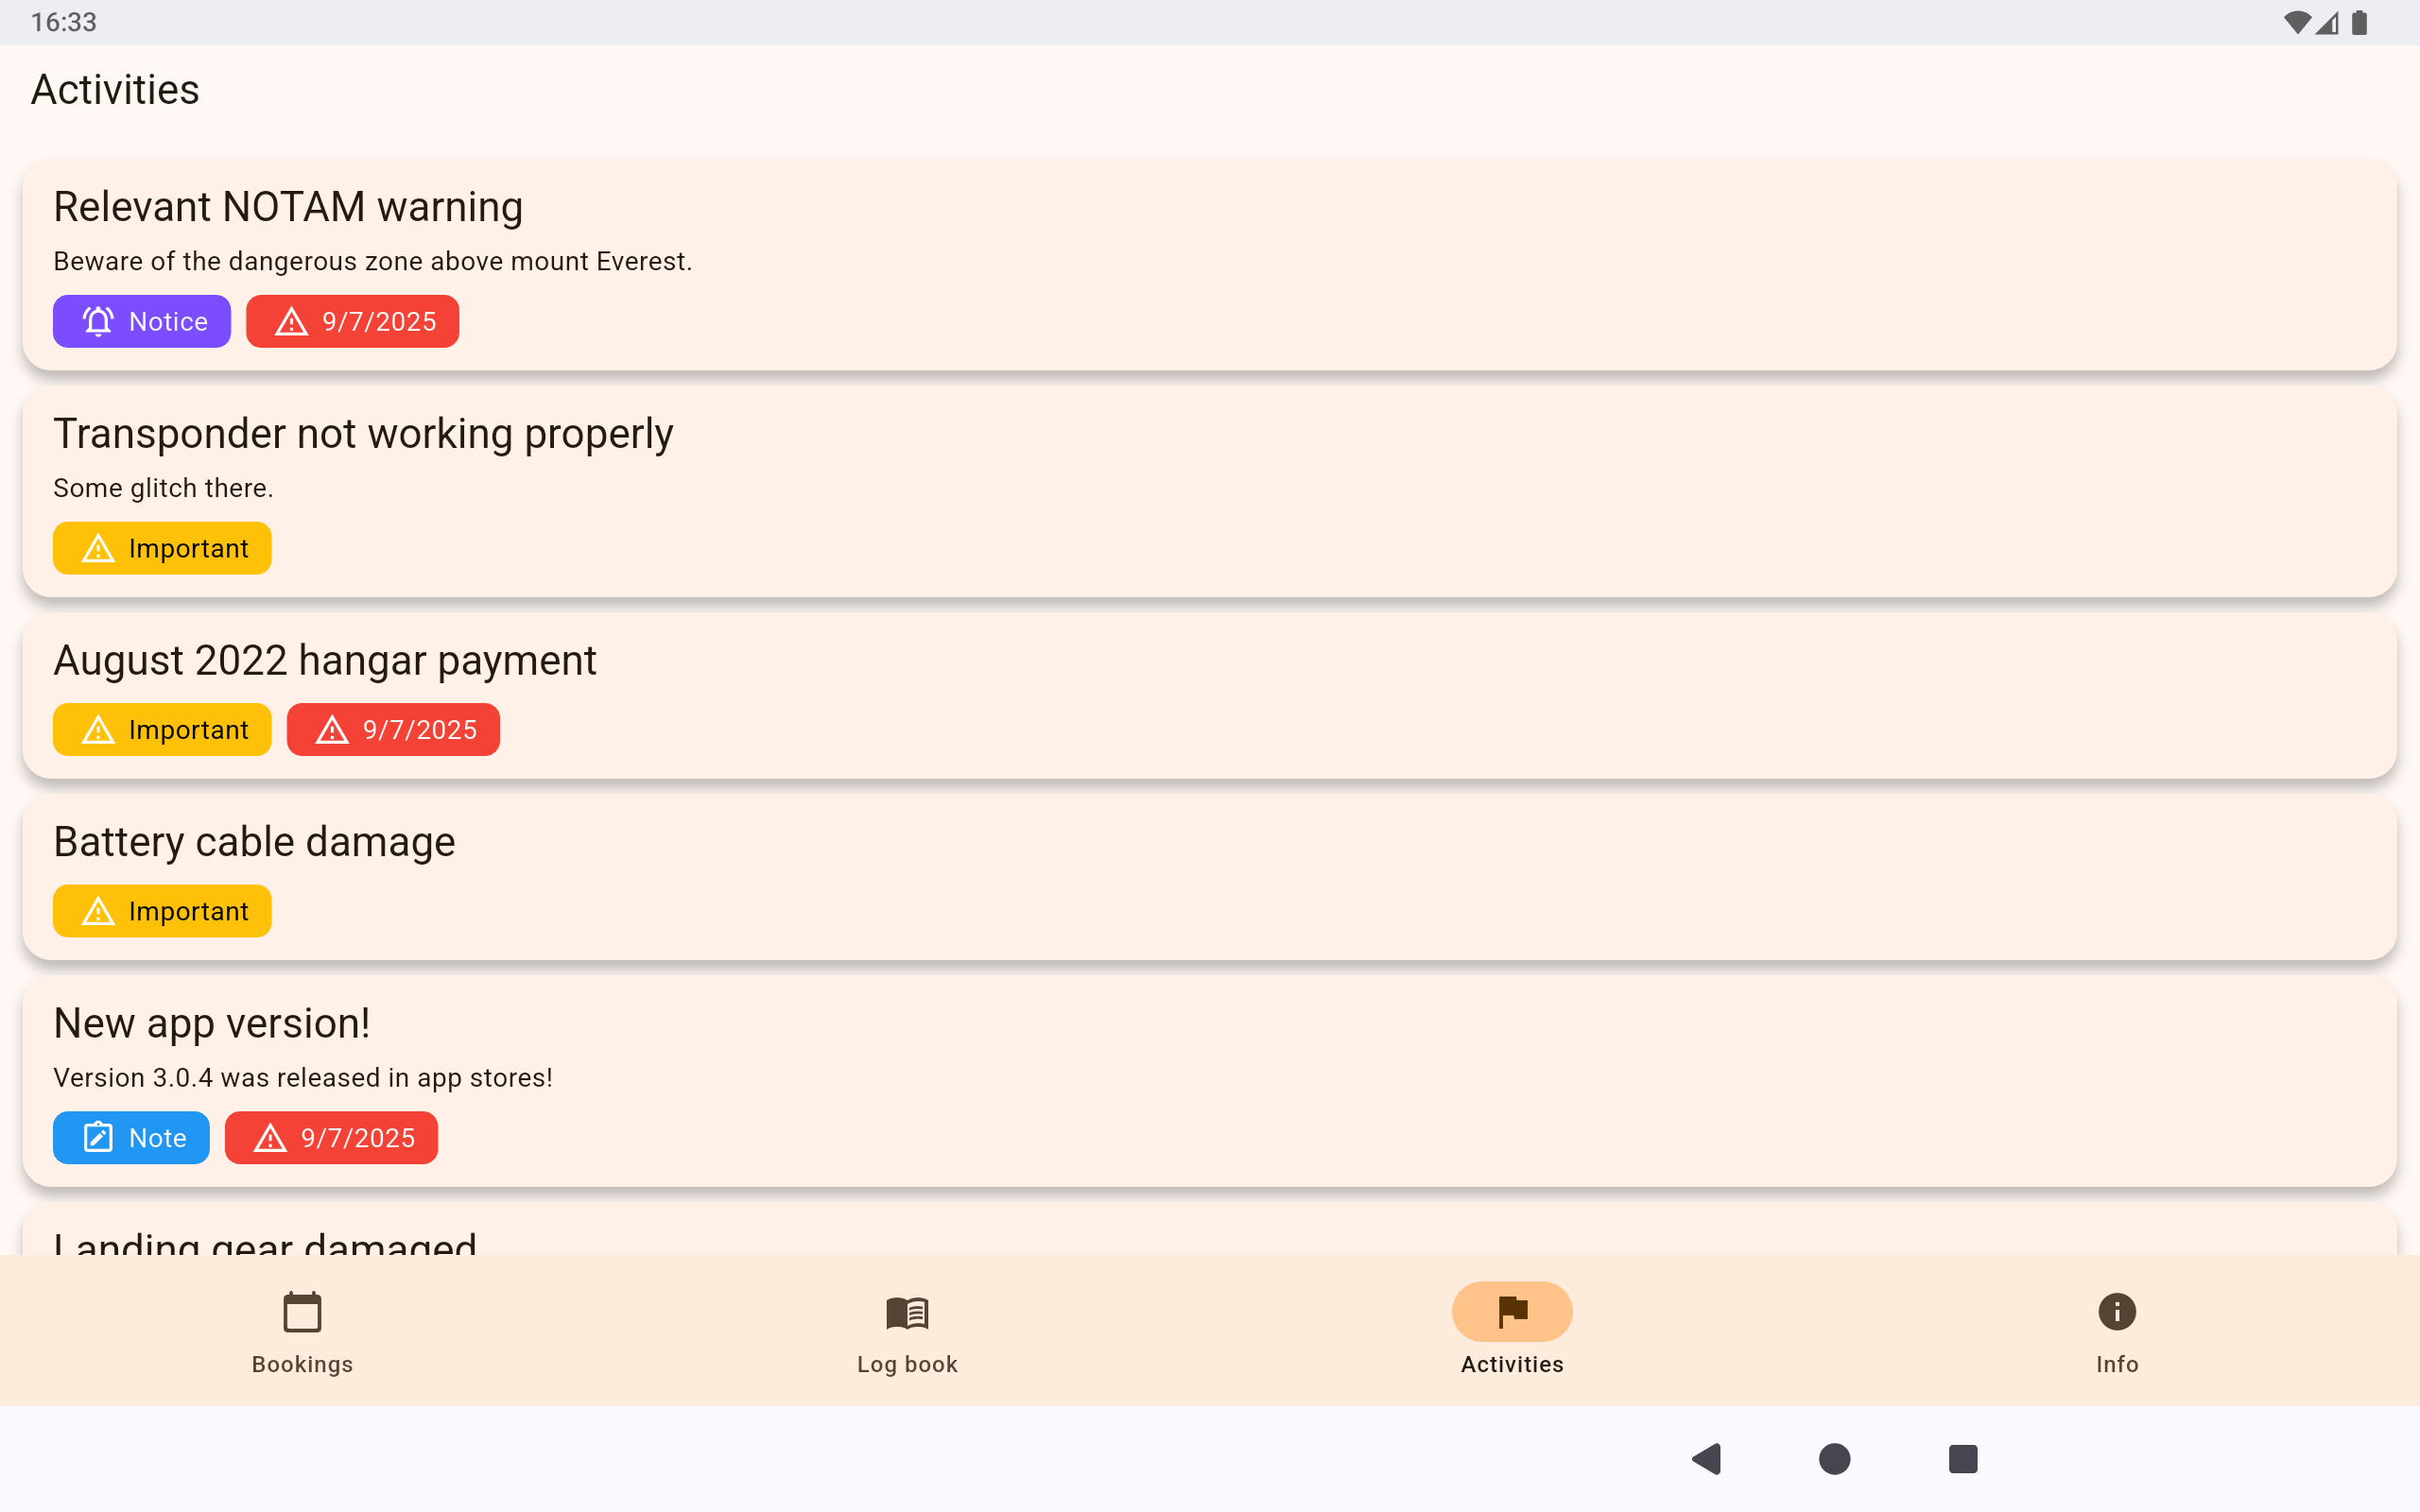 16:33
Activities
Relevant NOTAM warning
Beware of the dangerous zone above mount Everest.
Notice 9/7/2025
Transponder not working properly
Some glitch there.
Important
August 2022 hangar payment
Important 9/7/2025
Battery cable damage
Important
New app version!
Version 3.0.4 was released in app stores!
Note 9/7/2025
Landing gear damaged
Bookings Log book Activities Info